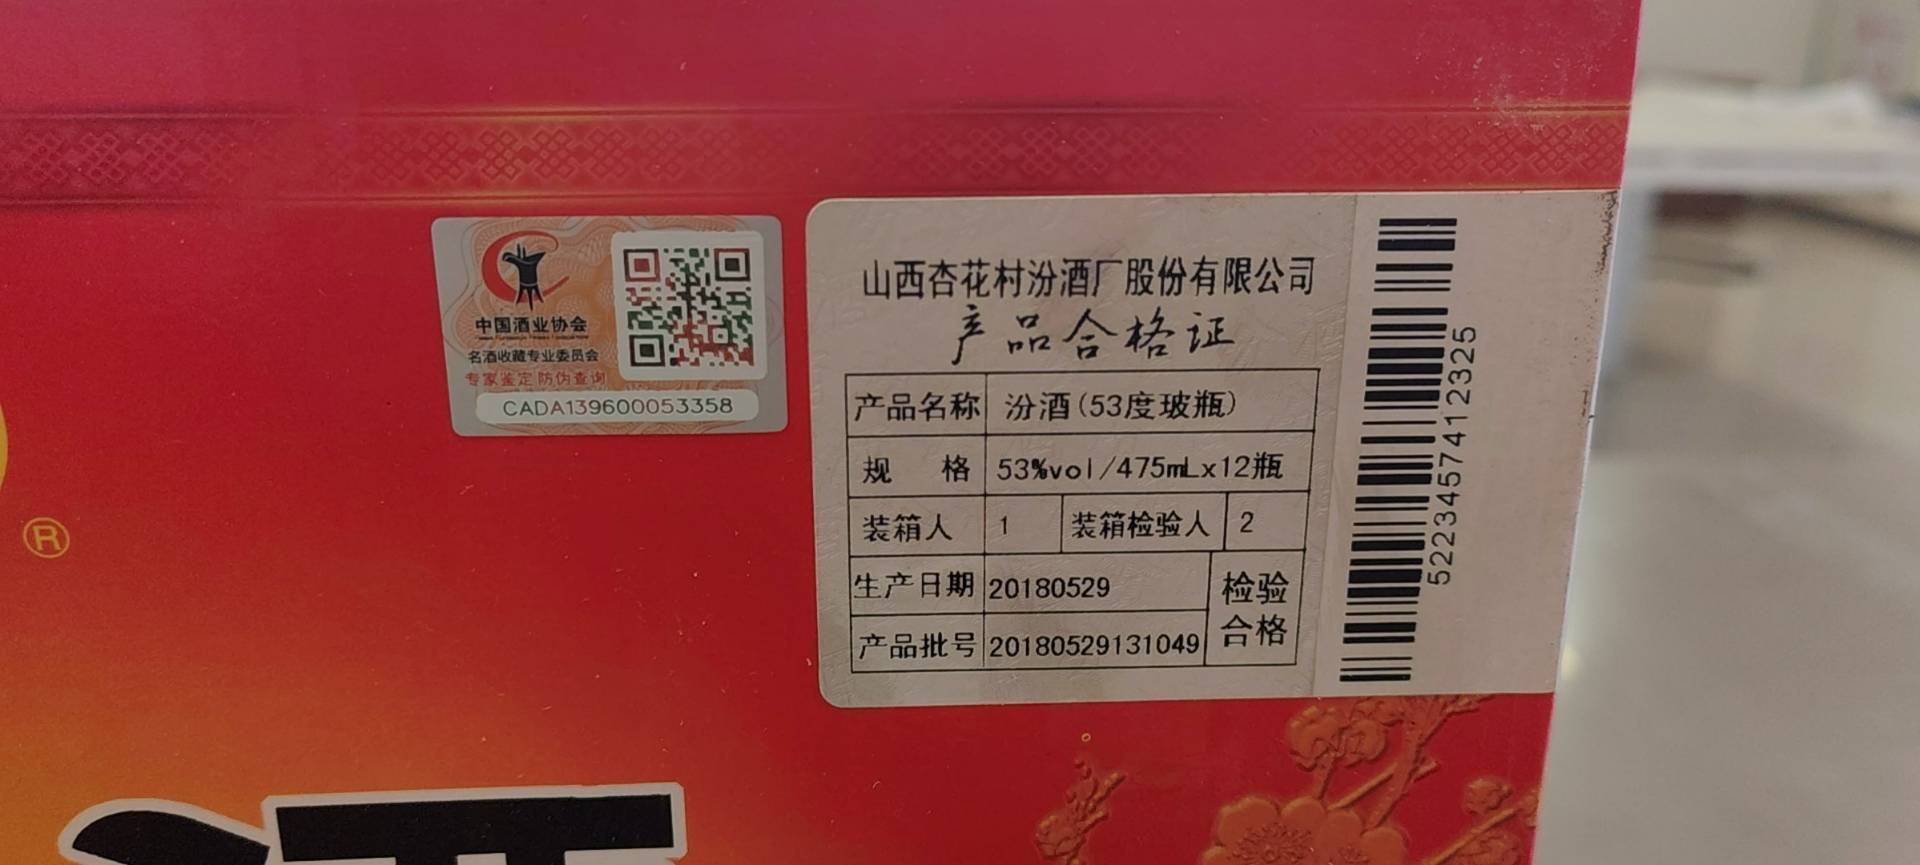 ®
中国酒业协会
名酒收藏专业委员会
专家鉴定 防伪查询
CADA139600053358
山西杏花村汾酒厂股份有限公司
产品合格证
产品名称 汾酒(53度玻瓶)
规 格 53%vol/475mLx12瓶
装箱人 1 装箱检验人 2
生产日期 20180529 检验
产品批号 20180529131049 合格
5223457412325